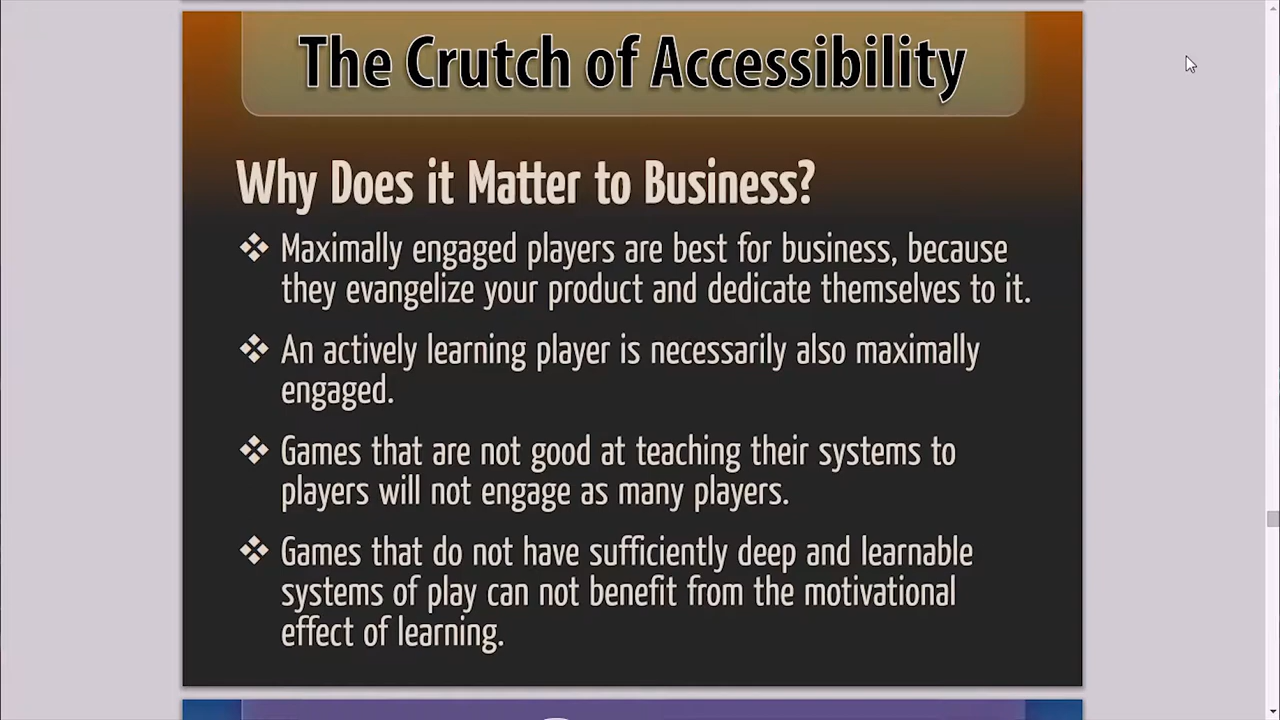 The Crutch of Accessibility
Why Does it Matter to Business?
❖ Maximally engaged players are best for business, because
they evangelize your product and dedicate themselves to it.
❖ An actively learning player is necessarily also maximally
engaged.
❖ Games that are not good at teaching their systems to
players will not engage as many players.
❖ Games that do not have sufficiently deep and learnable
systems of play can not benefit from the motivational
effect of learning.